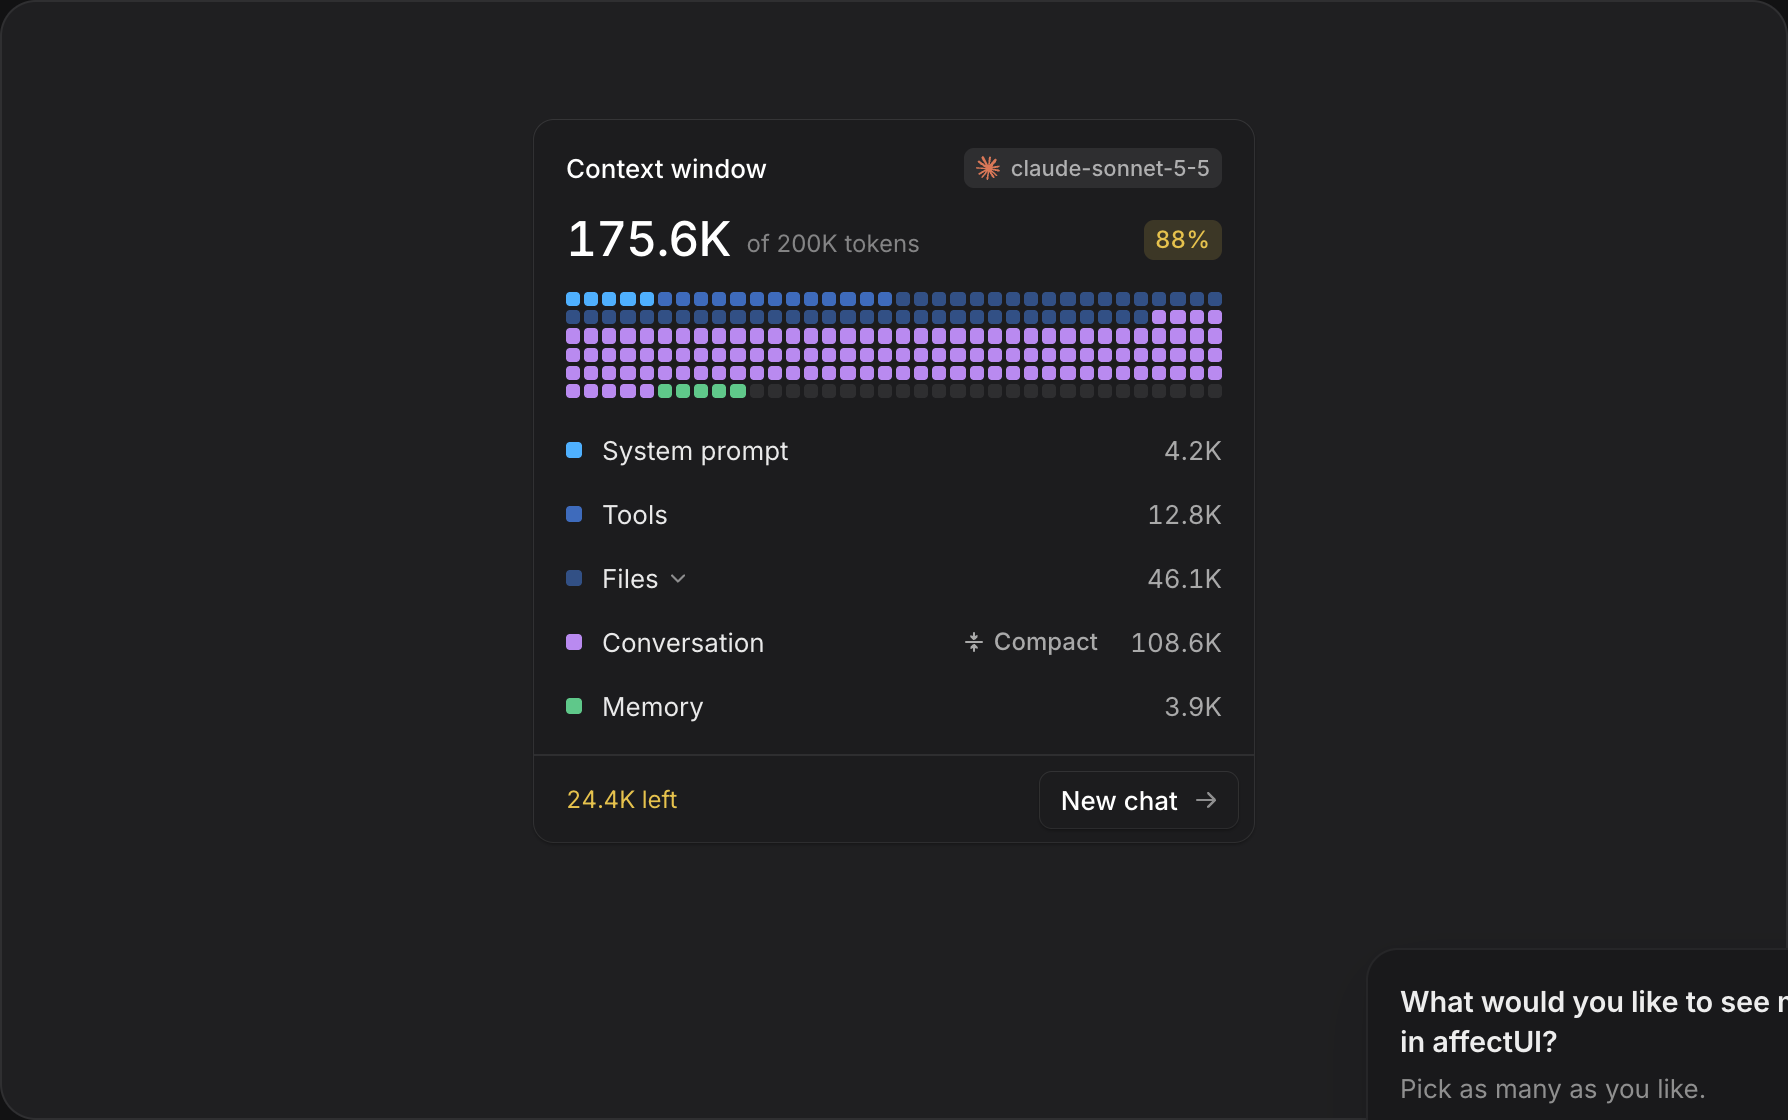 Context window
claude-sonnet-5-5
175.6K of 200K tokens
88%
System prompt
4.2K
Tools
12.8K
Files
46.1K
Conversation
Compact
108.6K
Memory
3.9K
24.4K left
New chat
What would you like to see
in affectUI?
Pick as many as you like.